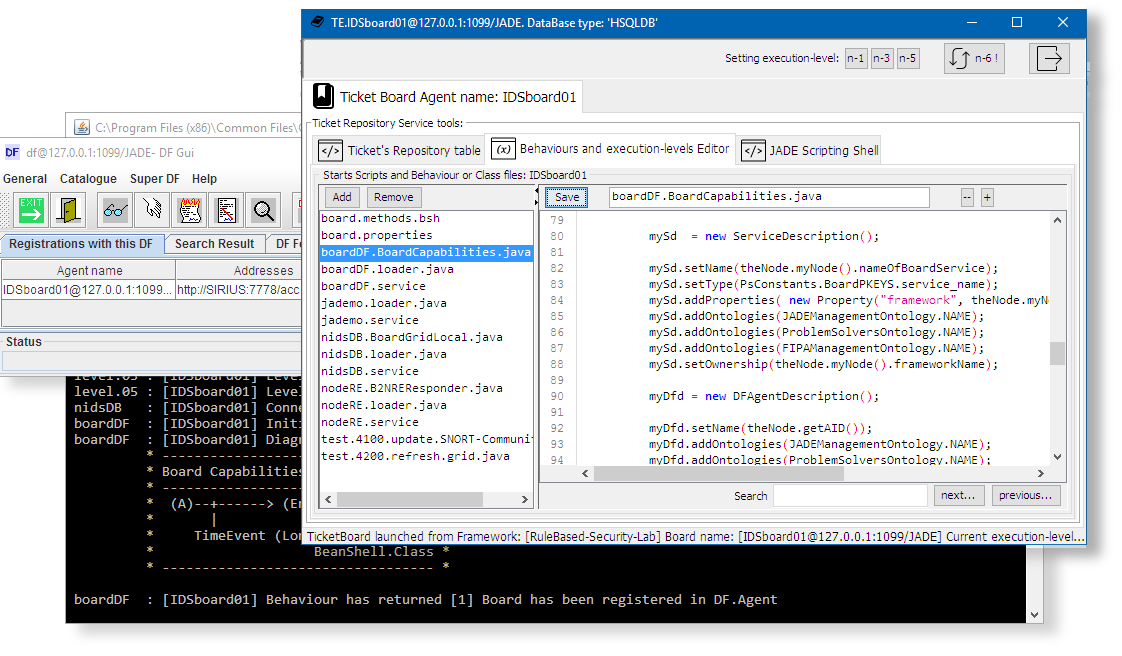 TE.IDSboard01@127.0.0.1:1099/JADE. DataBase type: 'HSQLDB'
Setting execution-level: n-1 n-3 n-5 n-6 !
Ticket Board Agent name: IDSboard01
Ticket Repository Service tools:
</> Ticket's Repository table (x) Behaviours and execution-levels Editor </> JADE Scripting Shell
Starts Scripts and Behaviour or Class files: IDSboard01
Add Remove
board.methods.bsh
board.properties
boardDF.BoardCapabilities.java
boardDF.loader.java
boardDF.service
jademo.loader.java
jademo.service
nidsDB.BoardGridLocal.java
nidsDB.loader.java
nidsDB.service
nodeRE.B2NREResponder.java
nodeRE.loader.java
nodeRE.service
test.4100.update.SNORT-Communit
test.4200.refresh.grid.java
Save boardDF.BoardCapabilities.java -- +
79
80 mySd = new ServiceDescription();
81
82 mySd.setName(theNode.myNode().nameOfBoardService);
83 mySd.setType(PsConstants.BoardPKEYS.service_name);
84 mySd.addProperties( new Property("framework", theNode.myN
85 mySd.addOntologies(JADEManagementOntology.NAME);
86 mySd.addOntologies(ProblemSolversOntology.NAME);
87 mySd.addOntologies(FIPAManagementOntology.NAME);
88 mySd.setOwnership(theNode.myNode().frameworkName);
89
90 myDfd = new DFAgentDescription();
91
92 myDfd.setName(theNode.getAID());
93 myDfd.addOntologies(JADEManagementOntology.NAME);
94 myDfd.addOntologies(ProblemSolversOntology.NAME);
Search next... previous...
TicketBoard launched from Framework: [RuleBased-Security-Lab] Board name: [IDSboard01@127.0.0.1:1099/JADE] Current execution-level...
C:\Program Files (x86)\Common Files\
DF df@127.0.0.1:1099/JADE- DF Gui
General Catalogue Super DF Help
EXIT
Registrations with this DF Search Result DF Fe
Agent name Addresses
IDSboard01@127.0.0.1:1099... http://SIRIUS:7778/acc
Status
level.05 : [IDSboard01] Leve
level.05 : [IDSboard01] Level
nidsDB : [IDSboard01] Conne
boardDF : [IDSboard01] Initi
boardDF : [IDSboard01] Diagn
* -----------------
* Board Capabilities
* -----------------
* (A)--+------> (En
* |
* TimeEvent (Lon
* BeanShell.Class *
* ---------------------------------- *
boardDF : [IDSboard01] Behaviour has returned [1] Board has been registered in DF.Agent